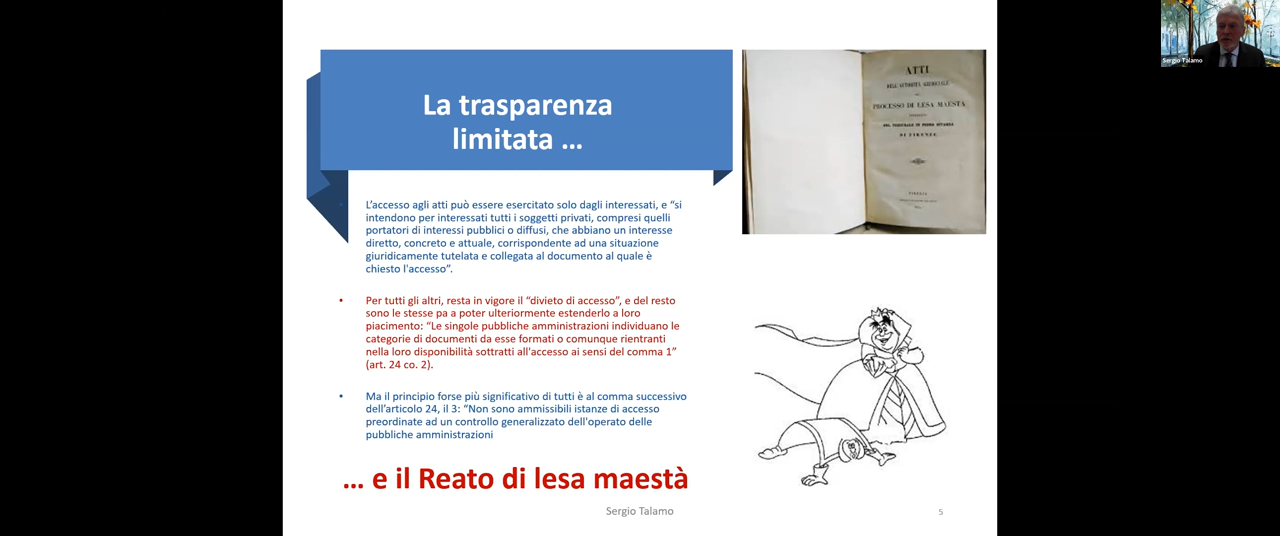 La trasparenza
limitata ...
L'accesso agli atti può essere esercitato solo dagli interessati, e “si
intendono per interessati tutti i soggetti privati, compresi quelli
portatori di interessi pubblici o diffusi, che abbiano un interesse
diretto, concreto e attuale, corrispondente ad una situazione
giuridicamente tutelata e collegata al documento al quale è
chiesto l'accesso”.
• Per tutti gli altri, resta in vigore il “divieto di accesso”, e del resto
sono le stesse pa a poter ulteriormente estenderlo a loro
piacimento: “Le singole pubbliche amministrazioni individuano le
categorie di documenti da esse formati o comunque rientranti
nella loro disponibilità sottratti all'accesso ai sensi del comma 1”
(art. 24 co. 2).
• Ma il principio forse più significativo di tutti è al comma successivo
dell'articolo 24, il 3: “Non sono ammissibili istanze di accesso
preordinate ad un controllo generalizzato dell'operato delle
pubbliche amministrazioni
... e il Reato di lesa maestà
Sergio Talamo
5
ATTI
DELL'AUTORITÀ GIUDICIALE
PROCESSO DI LESA MAESTÀ
DI FIRENZE
FIRENZE
Sergio Talamo